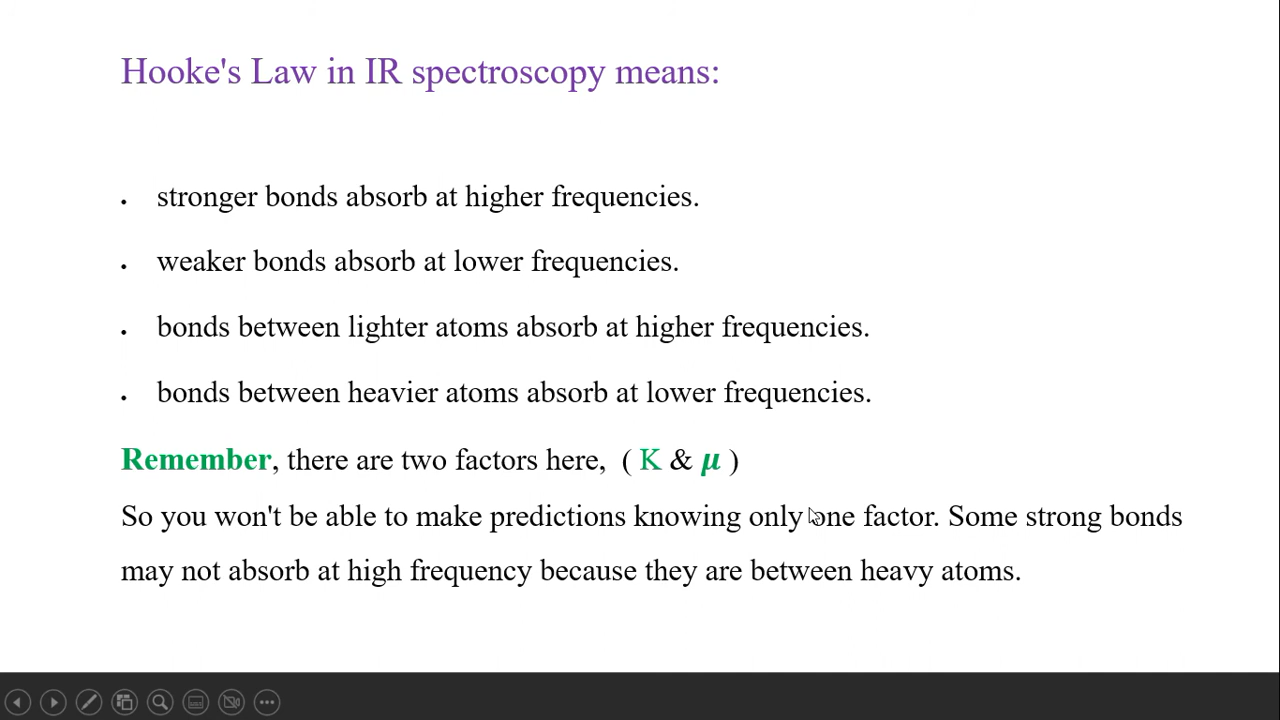 Hooke's Law in IR spectroscopy means:
• stronger bonds absorb at higher frequencies.
• weaker bonds absorb at lower frequencies.
• bonds between lighter atoms absorb at higher frequencies.
• bonds between heavier atoms absorb at lower frequencies.
Remember, there are two factors here, ( K & μ )
So you won't be able to make predictions knowing only one factor. Some strong bonds
may not absorb at high frequency because they are between heavy atoms.